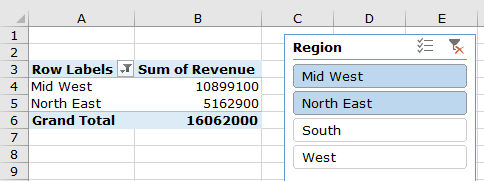 A B C D E
1
2
3 Row Labels Sum of Revenue
4 Mid West 10899100
5 North East 5162900
6 Grand Total 16062000
7
8
9
Region
Mid West
North East
South
West